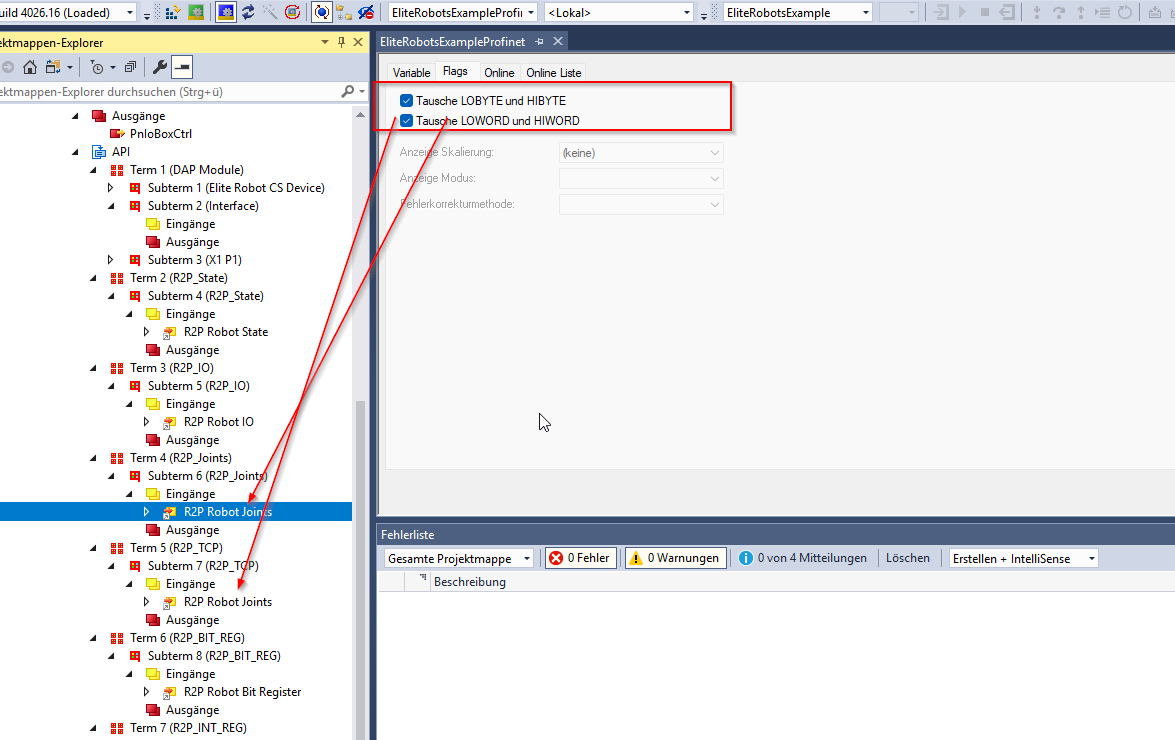 uild 4026.16 (Loaded)
EliteRobotsExampleProfin
<Lokal>
EliteRobotsExample
ektmappen-Explorer
ektmappen-Explorer durchsuchen (Strg+ü)
Ausgänge
PnIoBoxCtrl
API
Term 1 (DAP Module)
Subterm 1 (Elite Robot CS Device)
Subterm 2 (Interface)
Eingänge
Ausgänge
Subterm 3 (X1 P1)
Term 2 (R2P_State)
Subterm 4 (R2P_State)
Eingänge
R2P Robot State
Ausgänge
Term 3 (R2P_IO)
Subterm 5 (R2P_IO)
Eingänge
R2P Robot IO
Ausgänge
Term 4 (R2P_Joints)
Subterm 6 (R2P_Joints)
Eingänge
R2P Robot Joints
Ausgänge
Term 5 (R2P_TCP)
Subterm 7 (R2P_TCP)
Eingänge
R2P Robot Joints
Ausgänge
Term 6 (R2P_BIT_REG)
Subterm 8 (R2P_BIT_REG)
Eingänge
R2P Robot Bit Register
Ausgänge
Term 7 (R2P_INT_REG)
EliteRobotsExampleProfinet
Variable Flags Online Online Liste
Tausche LOBYTE und HIBYTE
Tausche LOWORD und HIWORD
Anzeige Skalierung: (keine)
Anzeige Modus:
Fehlerkorrekturmethode:
Fehlerliste
Gesamte Projektmappe 0 Fehler 0 Warnungen 0 von 4 Mitteilungen Löschen Erstellen + IntelliSense
Beschreibung